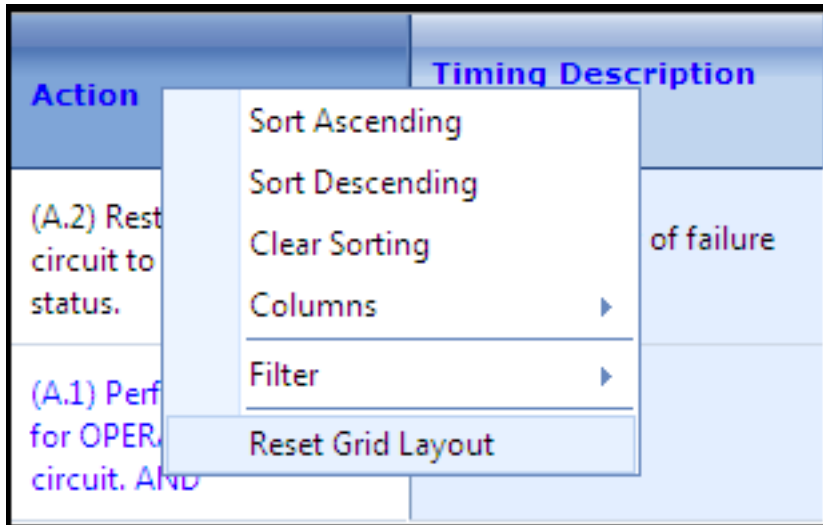 Action
Timing Description
Sort Ascending
Sort Descending
Clear Sorting
Columns
Filter
Reset Grid Layout
(A.2) Rest
circuit to
status.
of failure
(A.1) Perf
for OPERA
circuit. AND